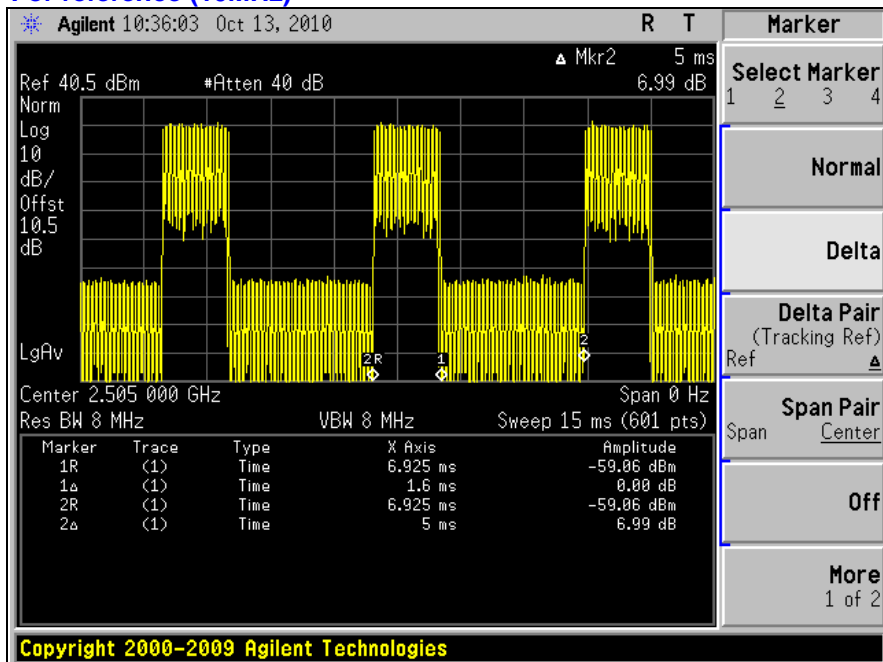 Agilent 10:36:03 Oct 13, 2010 R T
Δ Mkr2 5 ms
Ref 40.5 dBm #Atten 40 dB 6.99 dB
Norm
Log
10
dB/
Offst
10.5
dB
LgAv
2R 1 2
Center 2.505 000 GHz Span 0 Hz
Res BW 8 MHz VBW 8 MHz Sweep 15 ms (601 pts)
Marker Trace Type X Axis Amplitude
1R (1) Time 6.925 ms -59.06 dBm
1Δ (1) Time 1.6 ms 0.00 dB
2R (1) Time 6.925 ms -59.06 dBm
2Δ (1) Time 5 ms 6.99 dB
Marker
Select Marker
1 2 3 4
Normal
Delta
Delta Pair
(Tracking Ref)
Ref Δ
Span Pair
Span Center
Off
More
1 of 2
Copyright 2000-2009 Agilent Technologies